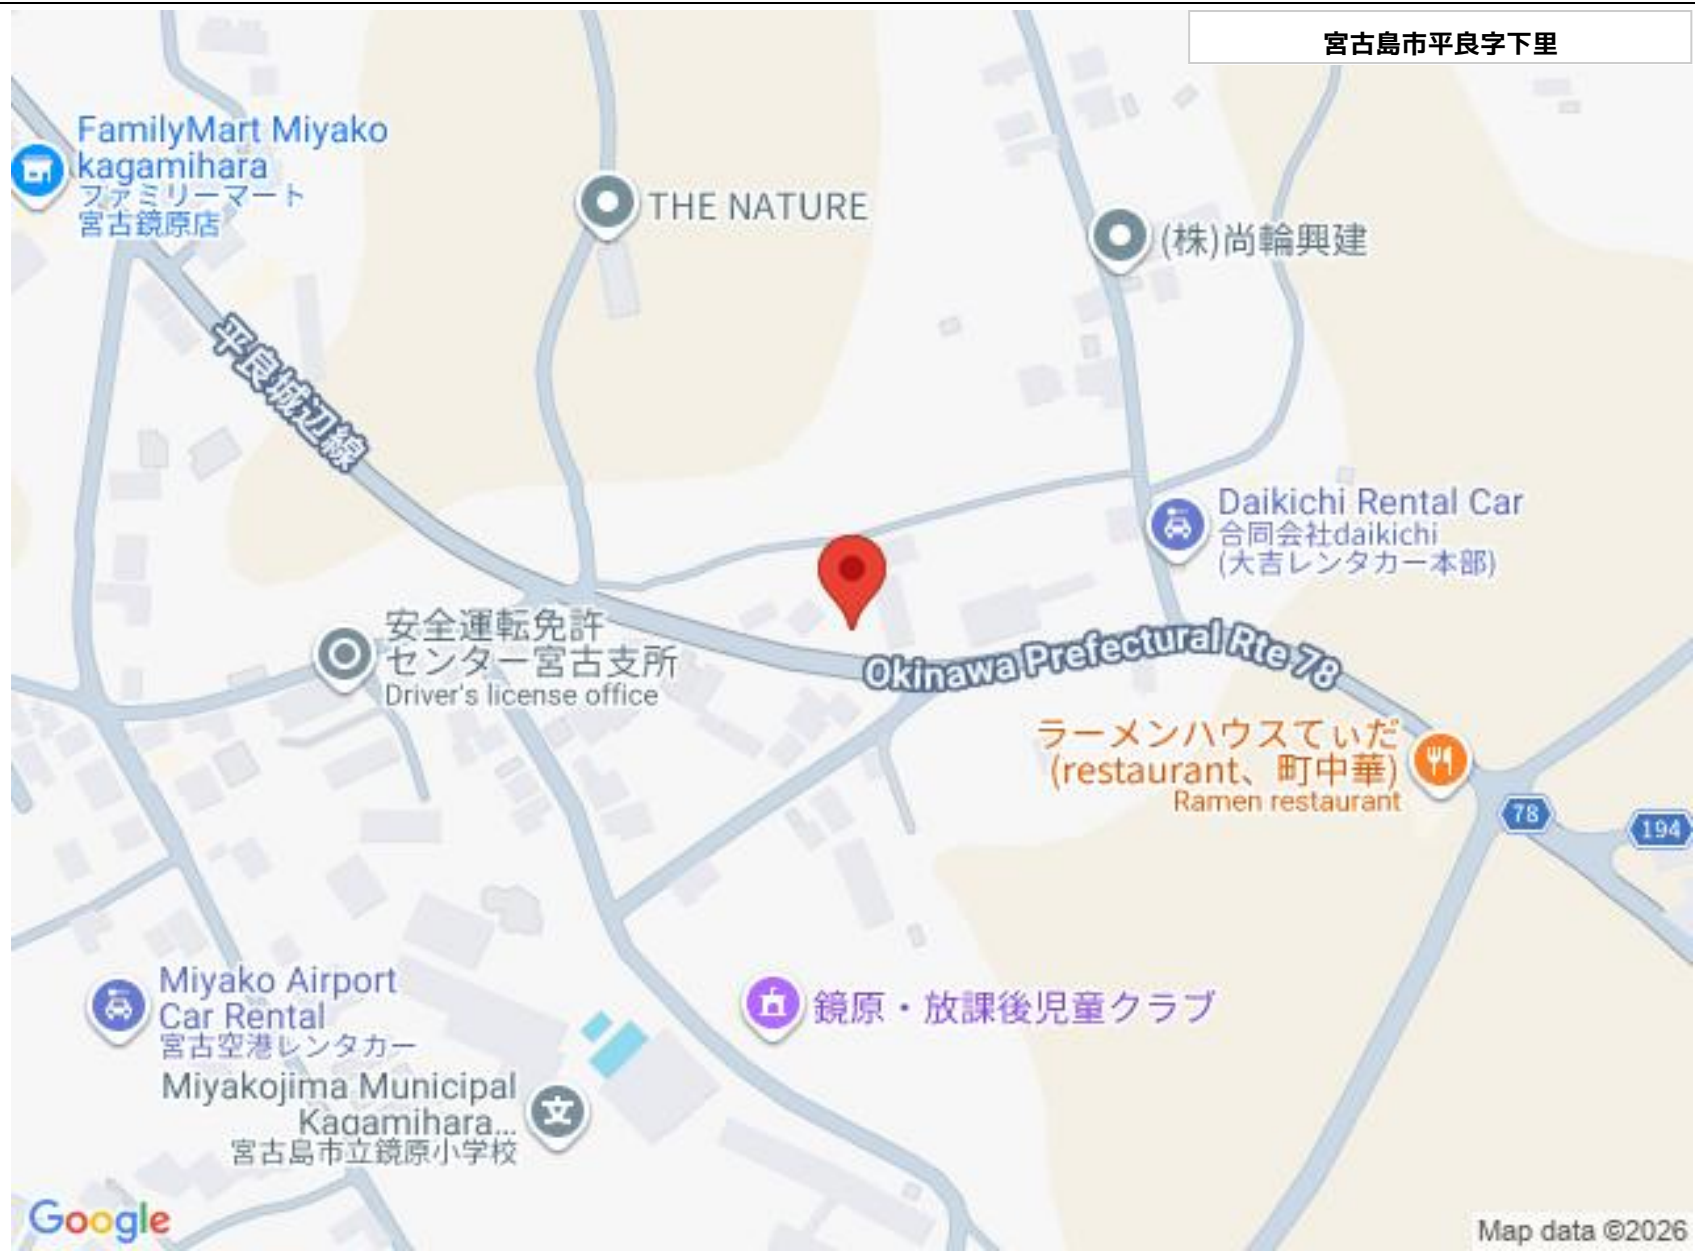 宮古島市平良字下里
FamilyMart Miyako
kagamihara
ファミリーマート
宮古鏡原店
THE NATURE
(株)尚輪興建
平良城辺線
Daikichi Rental Car
合同会社daikichi
(大吉レンタカー本部)
安全運転免許
センター宮古支所
Driver's license office
Okinawa Prefectural Rte 78
ラーメンハウスてぃだ
(restaurant、町中華)
Ramen restaurant
78
194
Miyako Airport
Car Rental
宮古空港レンタカー
鏡原・放課後児童クラブ
Miyakojima Municipal
Kagamihara...
宮古島市立鏡原小学校
文
Google
Map data ©2026